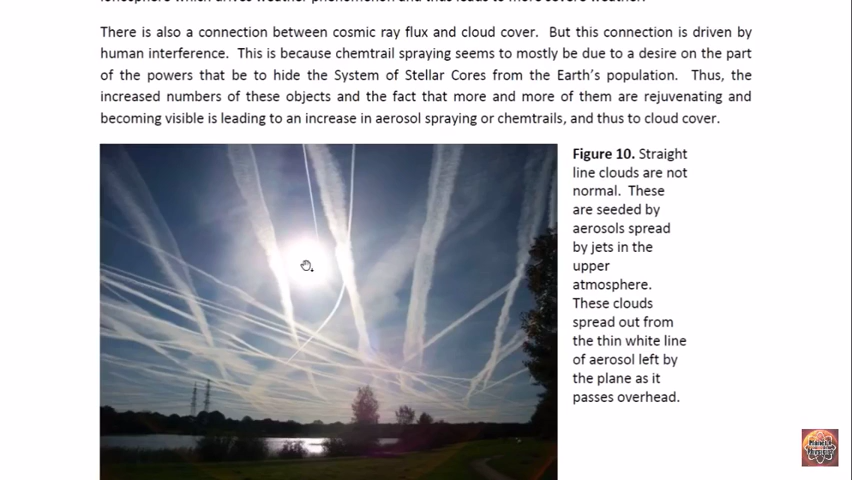 There is also a connection between cosmic ray flux and cloud cover.  But this connection is driven by
human interference.  This is because chemtrail spraying seems to mostly be due to a desire on the part
of the powers that be to hide the System of Stellar Cores from the Earth’s population.  Thus, the
increased numbers of these objects and the fact that more and more of them are rejuvenating and
becoming visible is leading to an increase in aerosol spraying or chemtrails, and thus to cloud cover.
Figure 10. Straight
line clouds are not
normal.  These
are seeded by
aerosols spread
by jets in the
upper
atmosphere.
These clouds
spread out from
the thin white line
of aerosol left by
the plane as it
passes overhead.